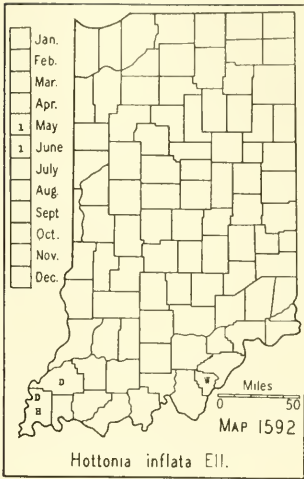 Jan.
Feb.
Mar.
Apr.
1 May
1 June
July
Aug.
Sept
Oct.
Nov.
Dec.
D
W
D
H
Miles
0 50
MAP 1592
Hottonia inflata Ell.